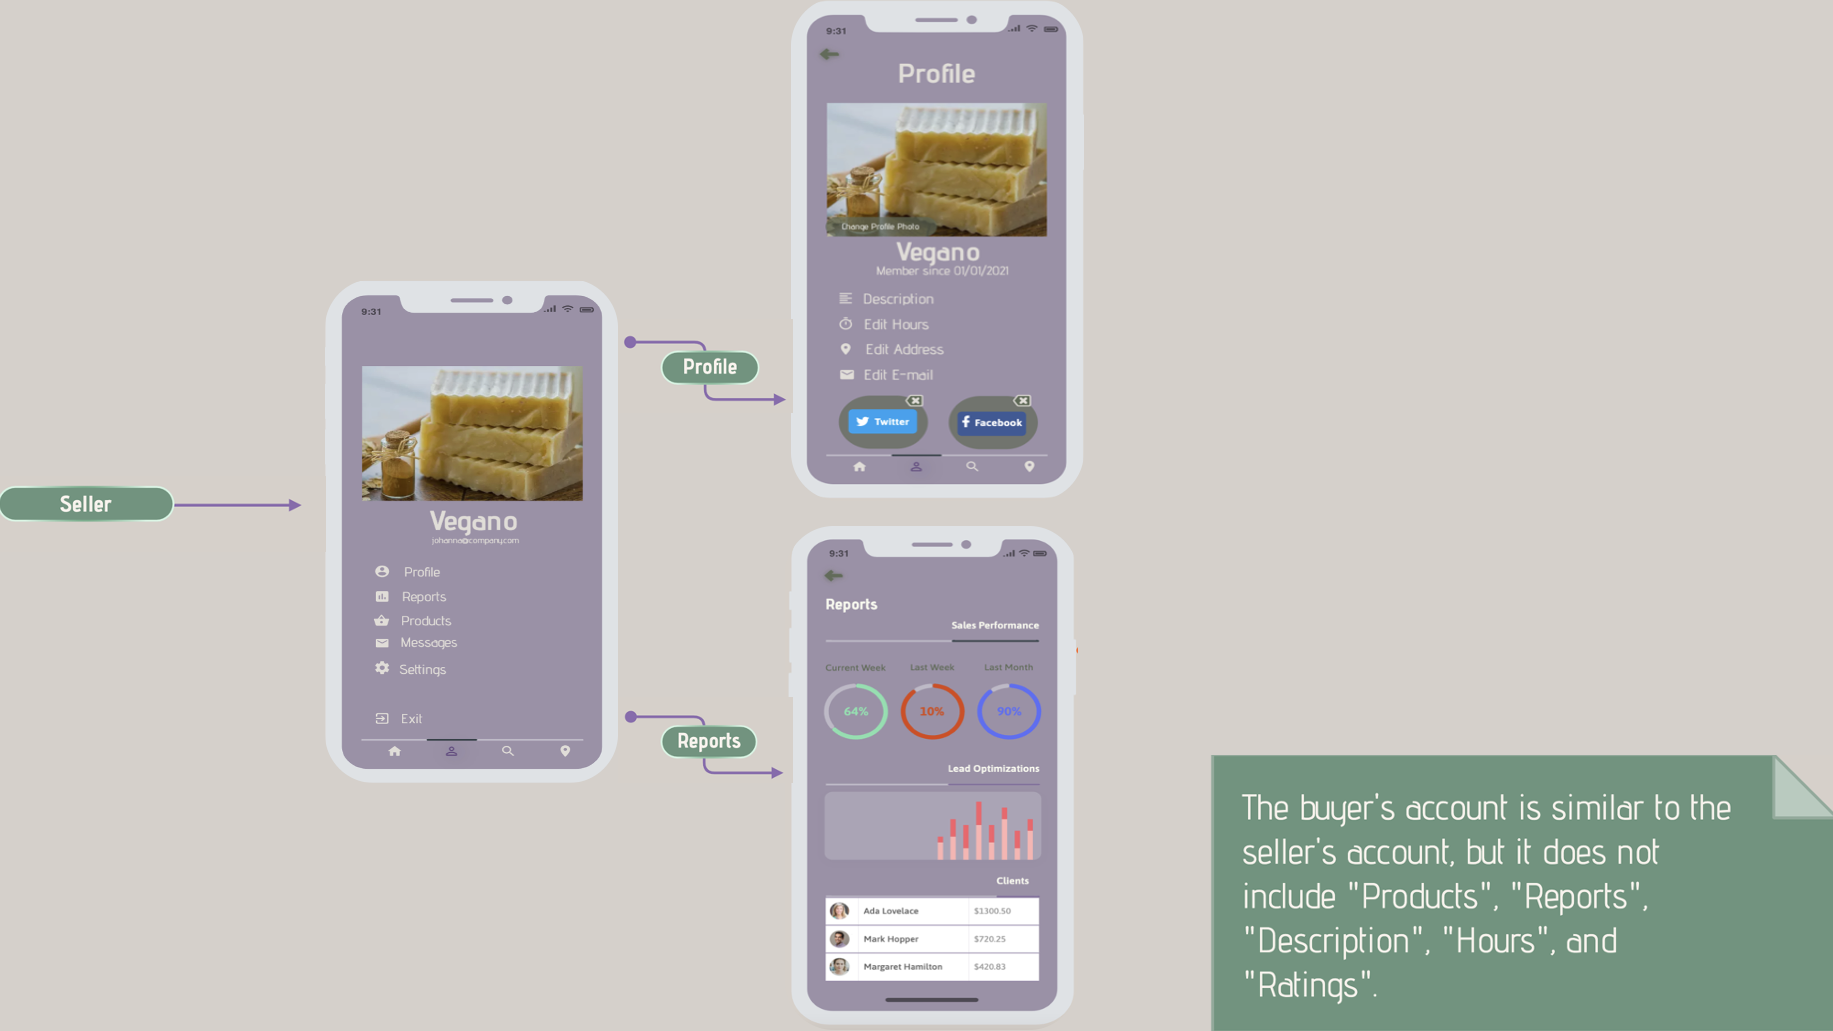 Seller
9:31
Vegano
johanna@company.com
Profile
Reports
Products
Messages
Settings
Exit
Profile
Reports
9:31
Profile
Change Profile Photo
Vegano
Member since 01/01/2021
Description
Edit Hours
Edit Address
Edit E-mail
Twitter
Facebook
9:31
Reports
Sales Performance
Current Week Last Week Last Month
64% 10% 90%
Lead Optimizations
Clients
Ada Lovelace $1300.50
Mark Hopper $720.25
Margaret Hamilton $420.83
The buyer's account is similar to the
seller's account, but it does not
include "Products", "Reports",
"Description", "Hours", and
"Ratings".